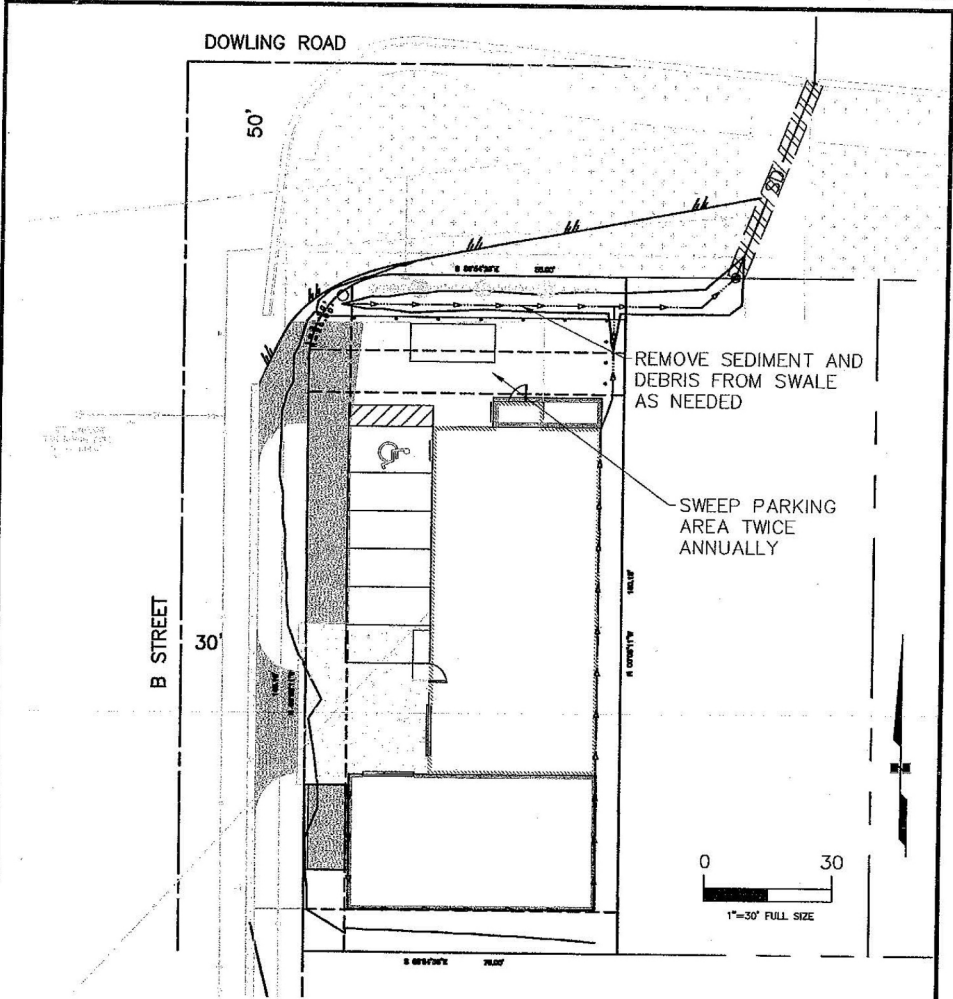 DOWLING ROAD
50'
SD
REMOVE SEDIMENT AND
DEBRIS FROM SWALE
AS NEEDED
SWEEP PARKING
AREA TWICE
ANNUALLY
B STREET
30'
0 30
1"=30' FULL SIZE